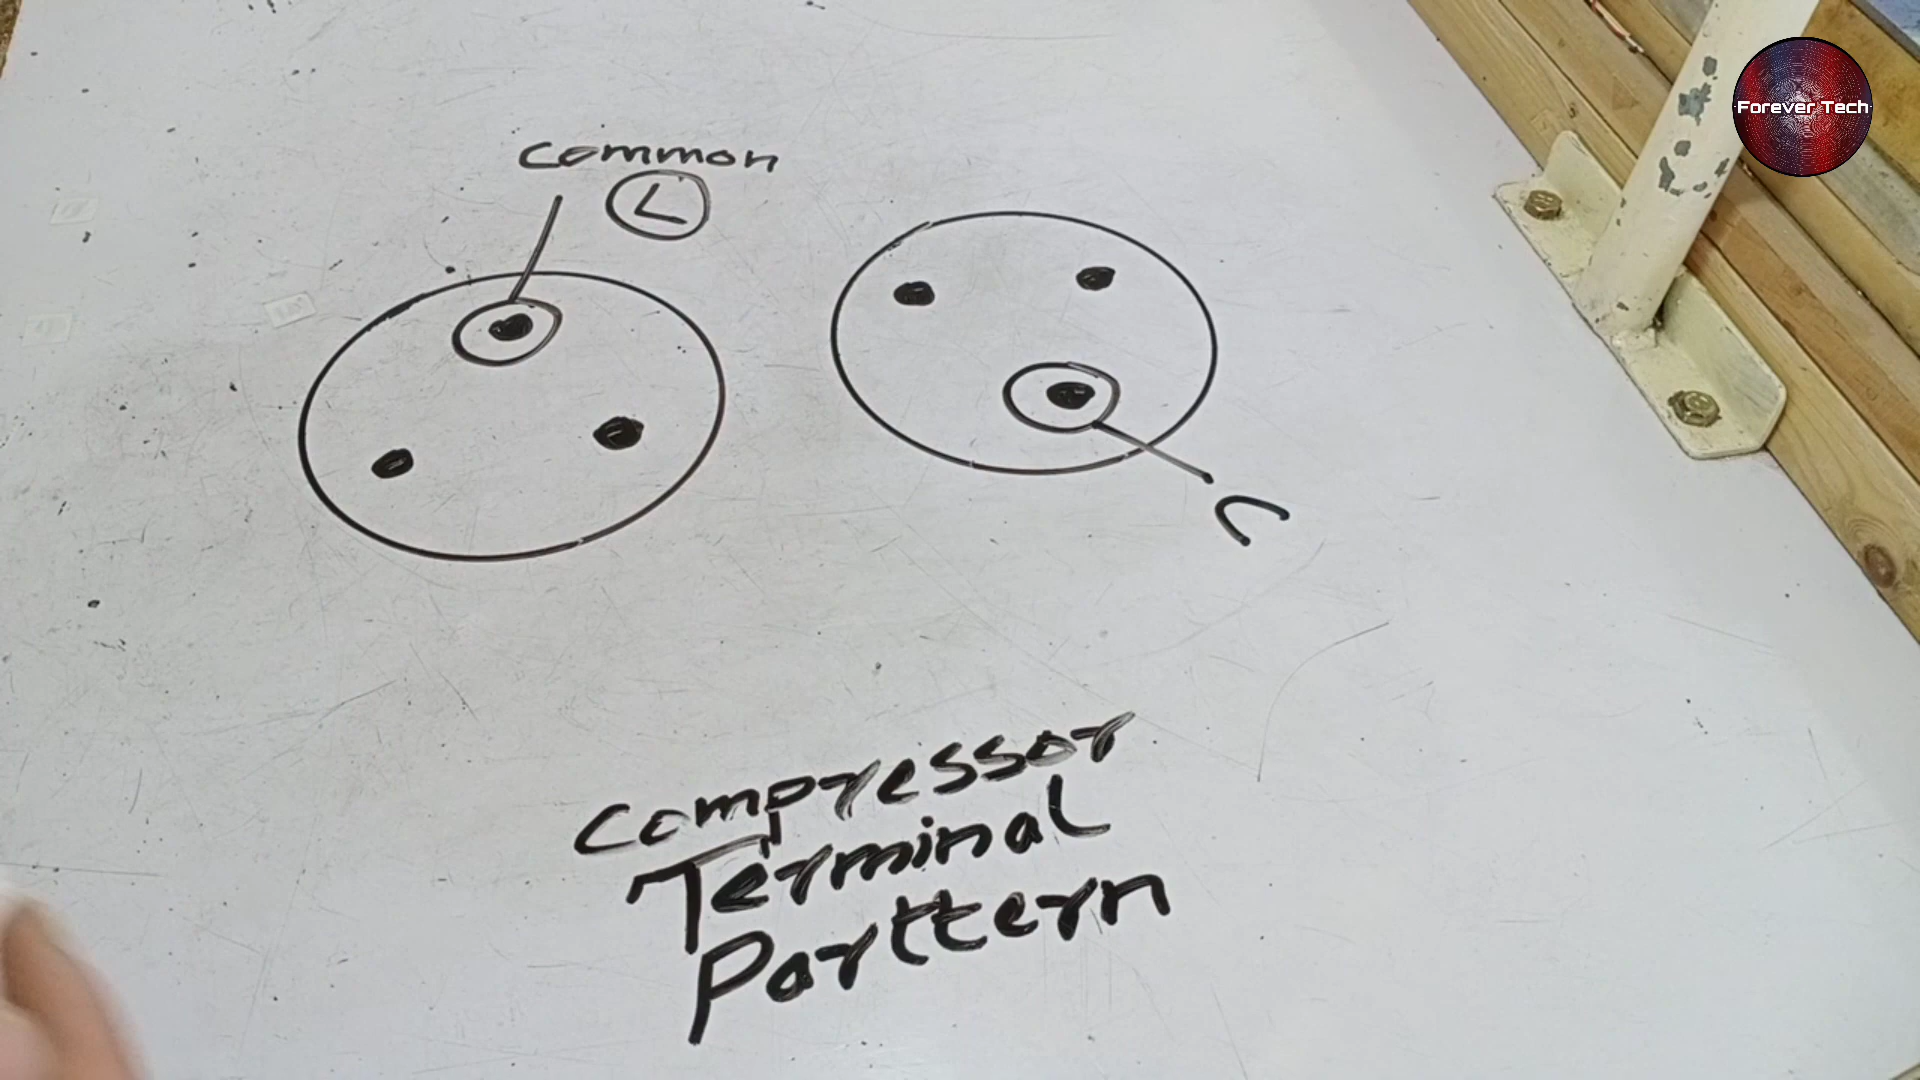 Forever Tech
common
L
C
Compressor
Terminal
Parttern